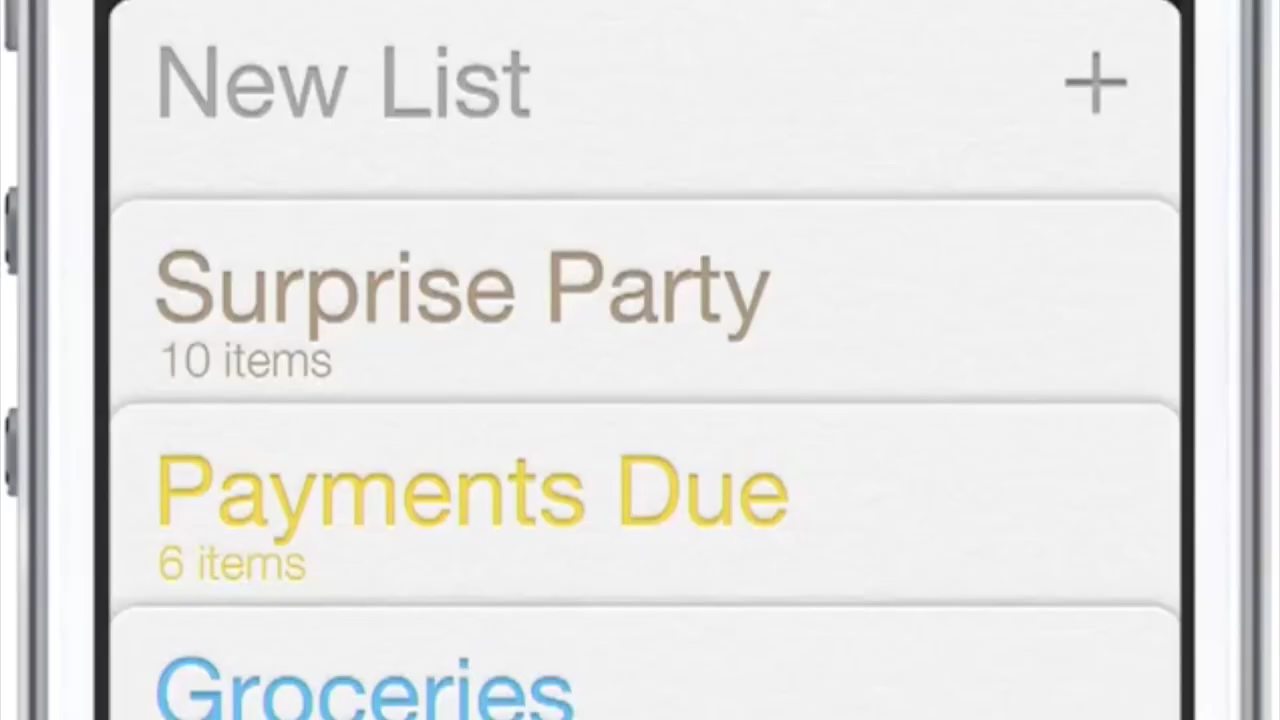 New List +
Surprise Party
10 items
Payments Due
6 items
Groceries